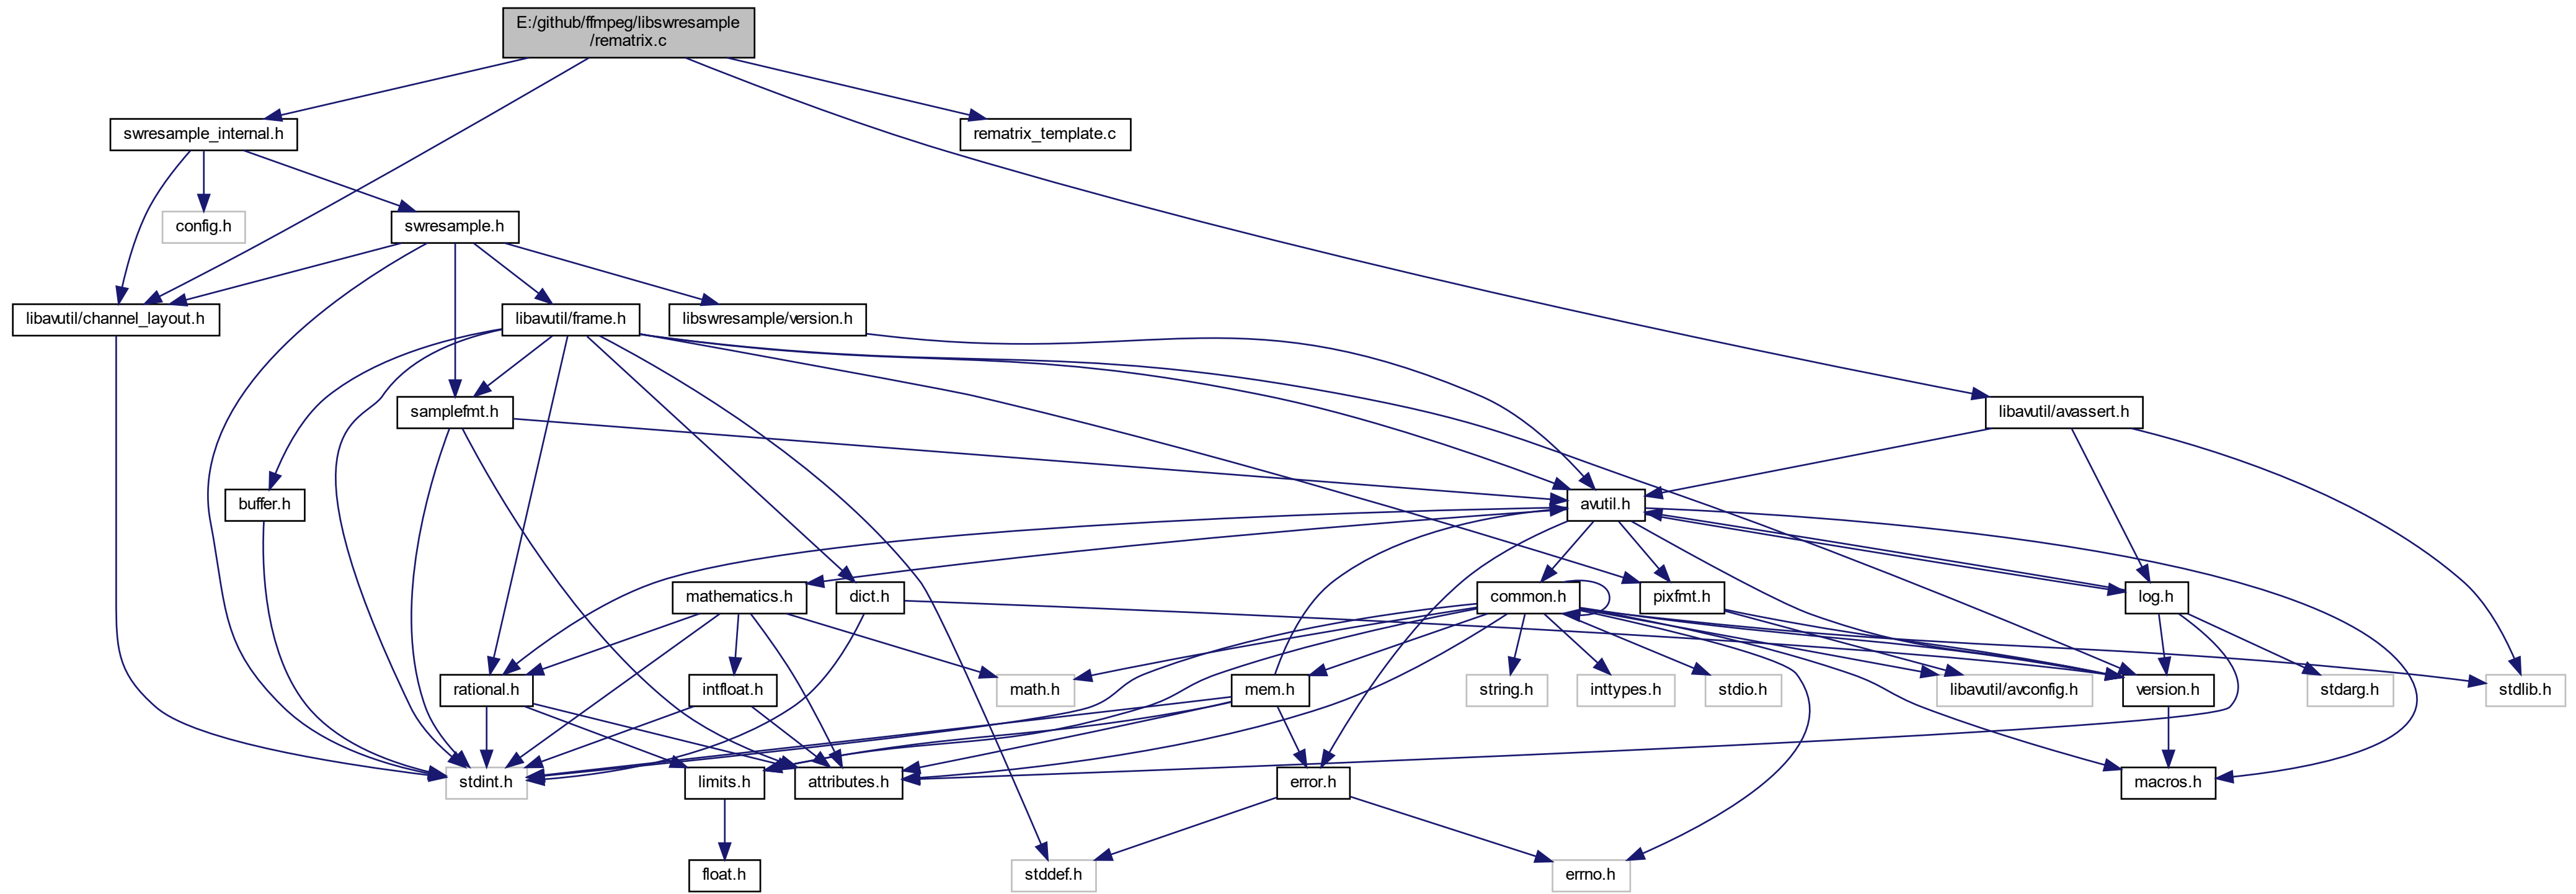 E:/github/ffmpeg/libswresample
/rematrix.c
swresample_internal.h
rematrix_template.c
config.h
swresample.h
libavutil/channel_layout.h
libavutil/frame.h
libswresample/version.h
samplefmt.h
libavutil/avassert.h
buffer.h
avutil.h
mathematics.h
dict.h
common.h
pixfmt.h
log.h
rational.h
intfloat.h
math.h
mem.h
string.h
inttypes.h
stdio.h
libavutil/avconfig.h
version.h
stdarg.h
stdlib.h
stdint.h
limits.h
attributes.h
error.h
macros.h
float.h
stddef.h
errno.h